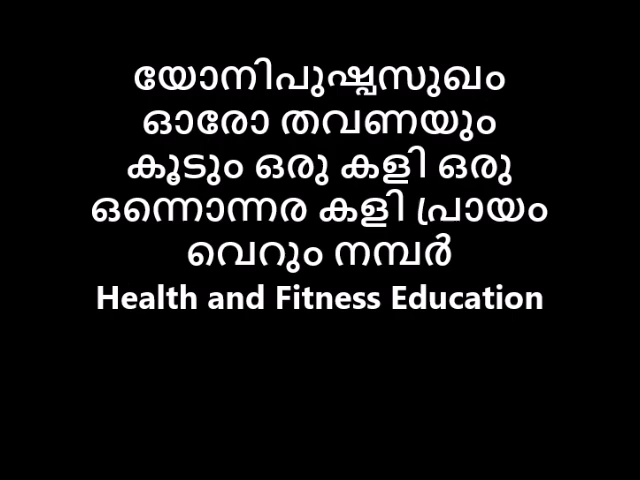 യോനിപുഷ്പസുഖം
ഓരോ തവണയും
കൂടും ഒരു കളി ഒരു
ഒന്നൊന്നര കളി പ്രായം
വെറും നമ്പർ
Health and Fitness Education